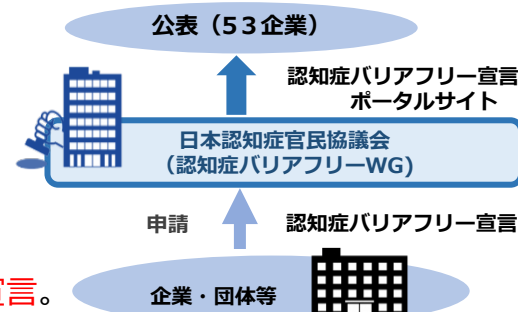 公表（53企業）
認知症バリアフリー宣言
ポータルサイト
日本認知症官民協議会
（認知症バリアフリーWG)
申請
認知症バリアフリー宣言
宣言。
企業・団体等